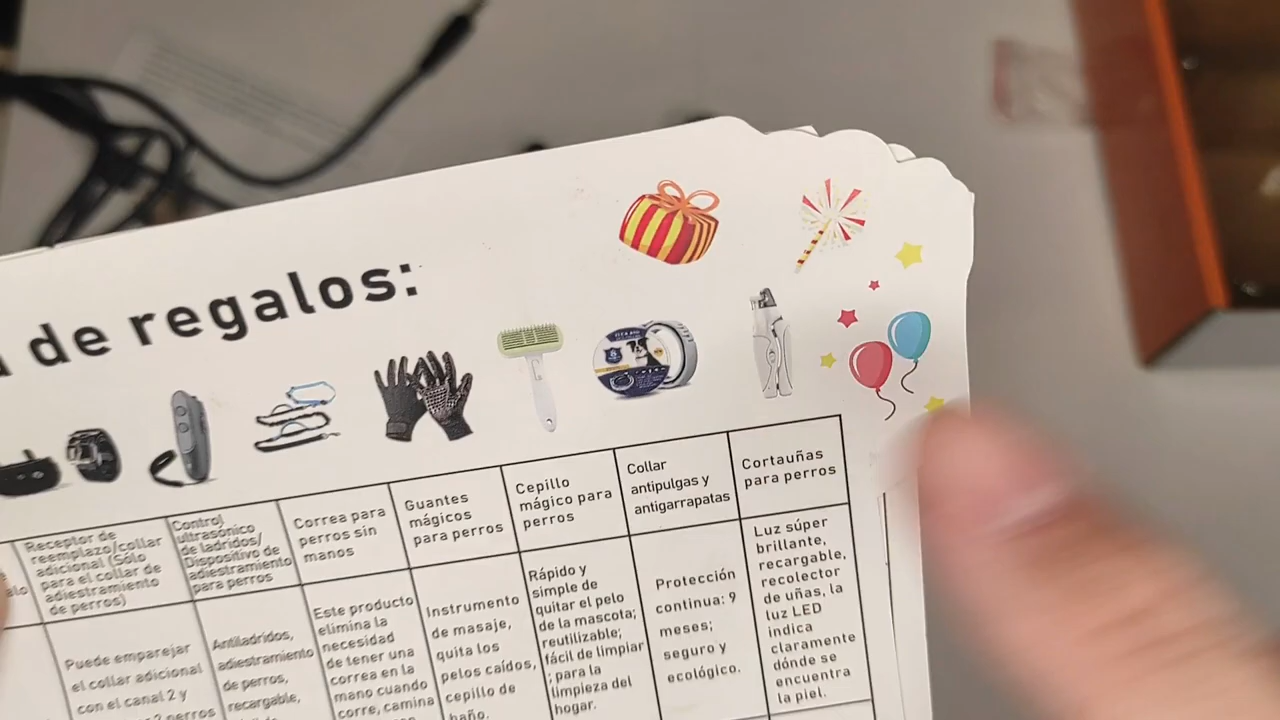 de regalos:
Receptor de
reemplazo/collar
adicional (Sólo
para el collar de
adiestramiento
de perros)
Control
ultrasónico
de ladridos/
Dispositivo de
adiestramiento
para perros
Correa para
perros sin
manos
Guantes
mágicos
para perros
Cepillo
mágico para
perros
Collar
antipulgas y
antigarrapatas
Cortauñas
para perros
Puede emparejar
el collar adicional
con el canal 2 y
perros
Antiladridos,
adiestramiento
de perros,
recargable,
Este producto
elimina la
necesidad
de tener una
correa en la
mano cuando
corre, camina
Instrumento
de masaje,
quita los
pelos caídos,
cepillo de
baño.
Rápido y
simple de
quitar el pelo
de la mascota;
reutilizable;
fácil de limpiar
; para la
limpieza del
hogar.
Protección
continua: 9
meses;
seguro y
ecológico.
Luz súper
brillante,
recargable,
recolector
de uñas, la
luz LED
indica
claramente
dónde se
encuentra
la piel.